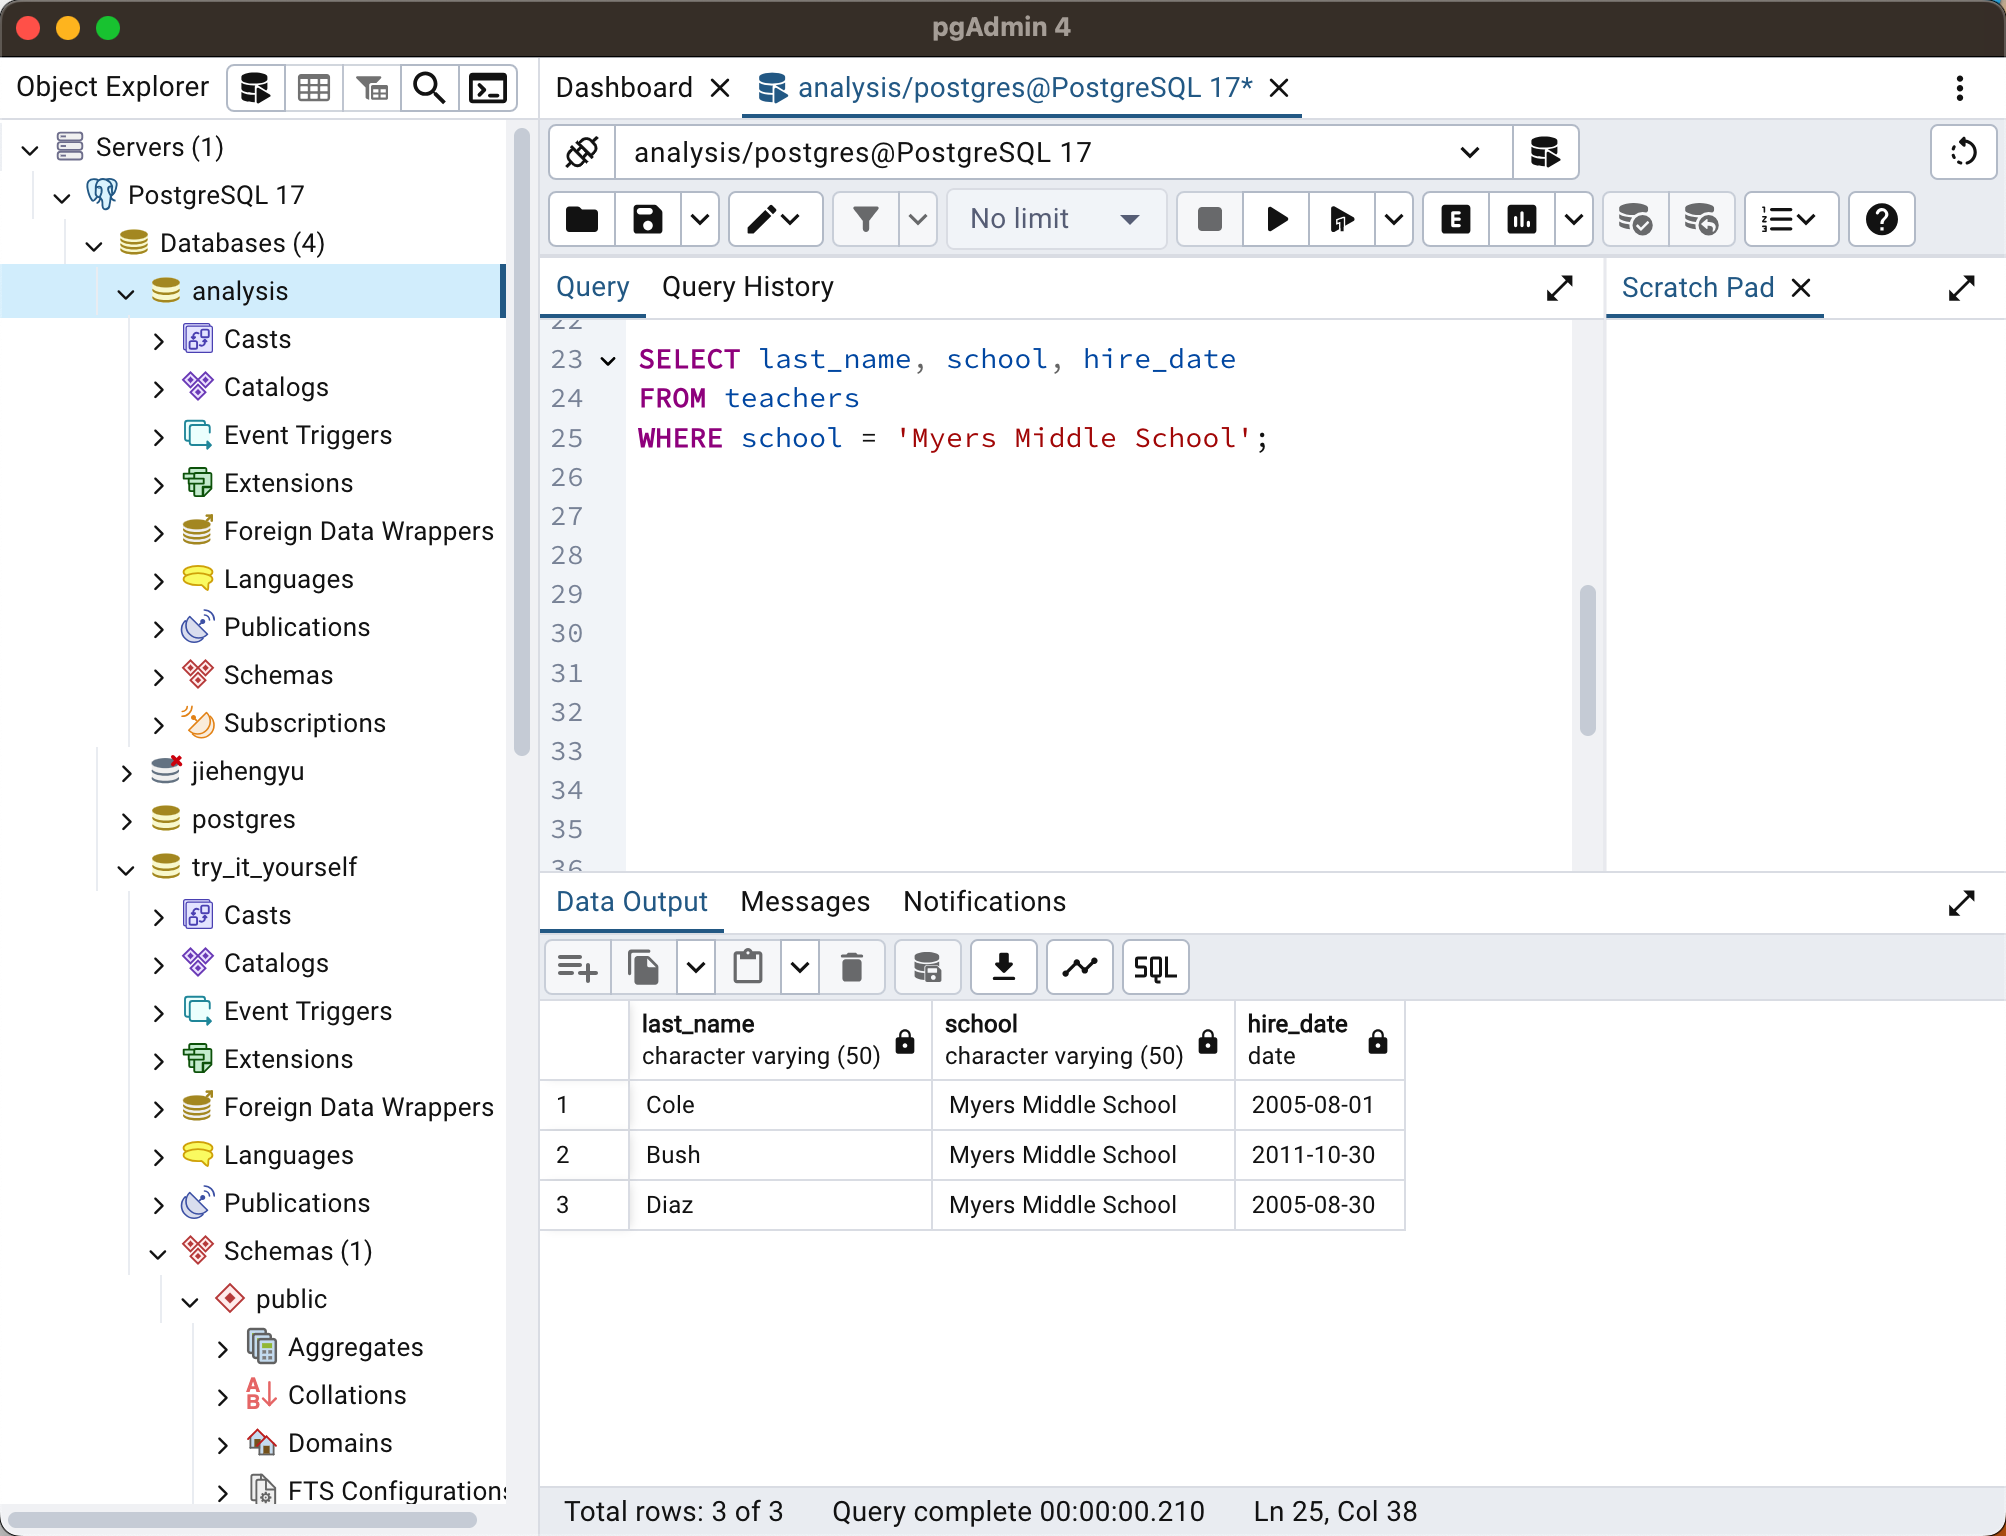 pgAdmin 4
Object Explorer
Servers (1)
PostgreSQL 17
Databases (4)
analysis
Casts
Catalogs
Event Triggers
Extensions
Foreign Data Wrappers
Languages
Publications
Schemas
Subscriptions
jiehengyu
postgres
try_it_yourself
Casts
Catalogs
Event Triggers
Extensions
Foreign Data Wrappers
Languages
Publications
Schemas (1)
public
Aggregates
Collations
Domains
FTS Configurations
Dashboard analysis/postgres@PostgreSQL 17*
analysis/postgres@PostgreSQL 17
No limit E
Query Query History
22
23 SELECT last_name, school, hire_date
24 FROM teachers
25 WHERE school = 'Myers Middle School';
26
27
28
29
30
31
32
33
34
35
36
Scratch Pad
Data Output Messages Notifications
SQL
last_name school hire_date
character varying (50) character varying (50) date
1 Cole Myers Middle School 2005-08-01
2 Bush Myers Middle School 2011-10-30
3 Diaz Myers Middle School 2005-08-30
Total rows: 3 of 3 Query complete 00:00:00.210 Ln 25, Col 38